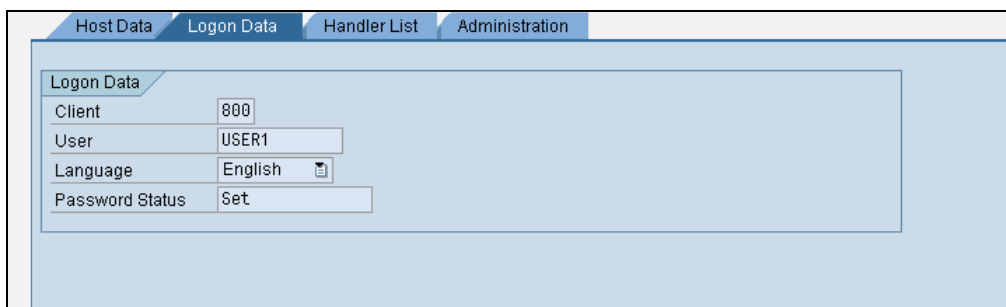 Host Data Logon Data Handler List Administration
Logon Data
Client 800
User USER1
Language English
Password Status Set